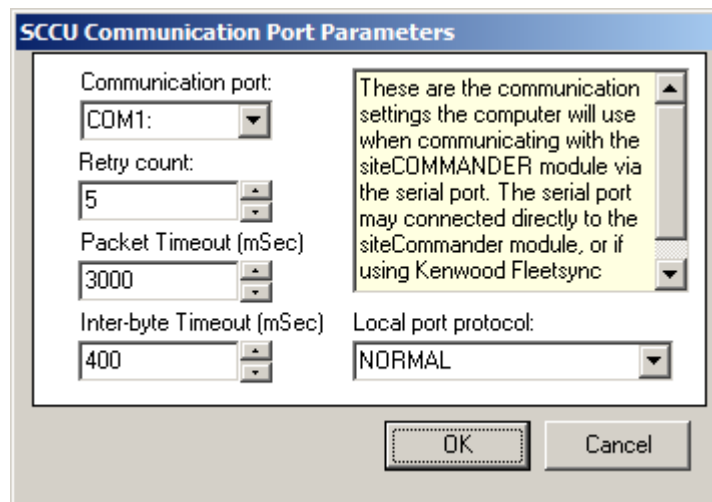 SCCU Communication Port Parameters
Communication port:
COM1:
Retry count:
5
Packet Timeout (mSec)
3000
Inter-byte Timeout (mSec)
400
These are the communication
settings the computer will use
when communicating with the
siteCOMMANDER module via
the serial port. The serial port
may connected directly to the
siteCommander module, or if
using Kenwood Fleetsync
Local port protocol:
NORMAL
OK
Cancel